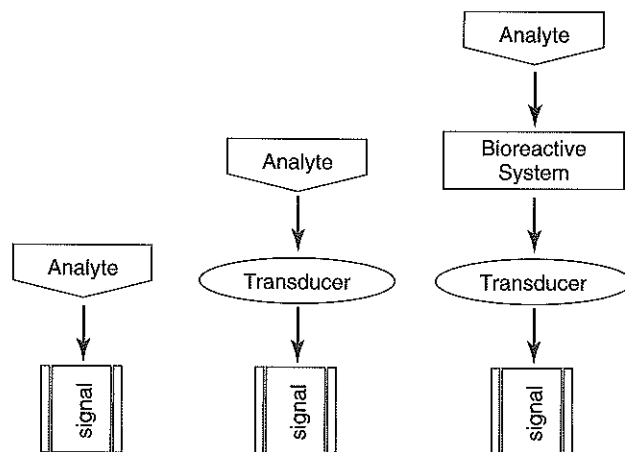 Analyte
Analyte
Bioreactive
System
Analyte
Transducer
Transducer
signal
signal
signal